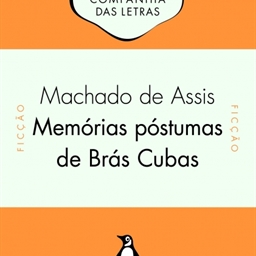 COMPANHIA
DAS LETRAS
Machado de Assis
Memórias póstumas
de Brás Cubas
FICÇÃO
FICÇÃO